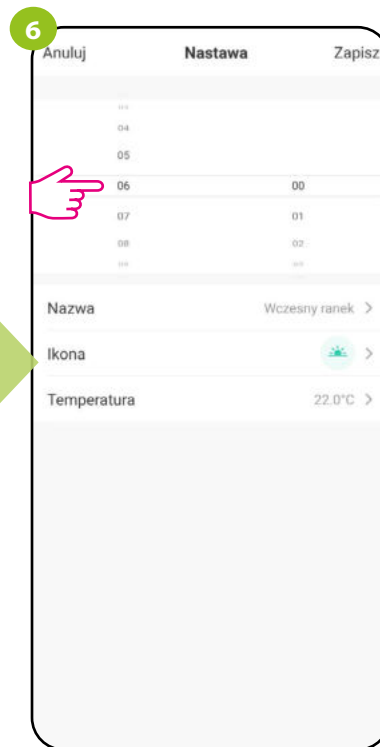 6
Anuluj Nastawa Zapisz
04
05
06 00
07 01
08 02
Nazwa Wczesny ranek >
Ikona >
Temperatura 22.0°C >